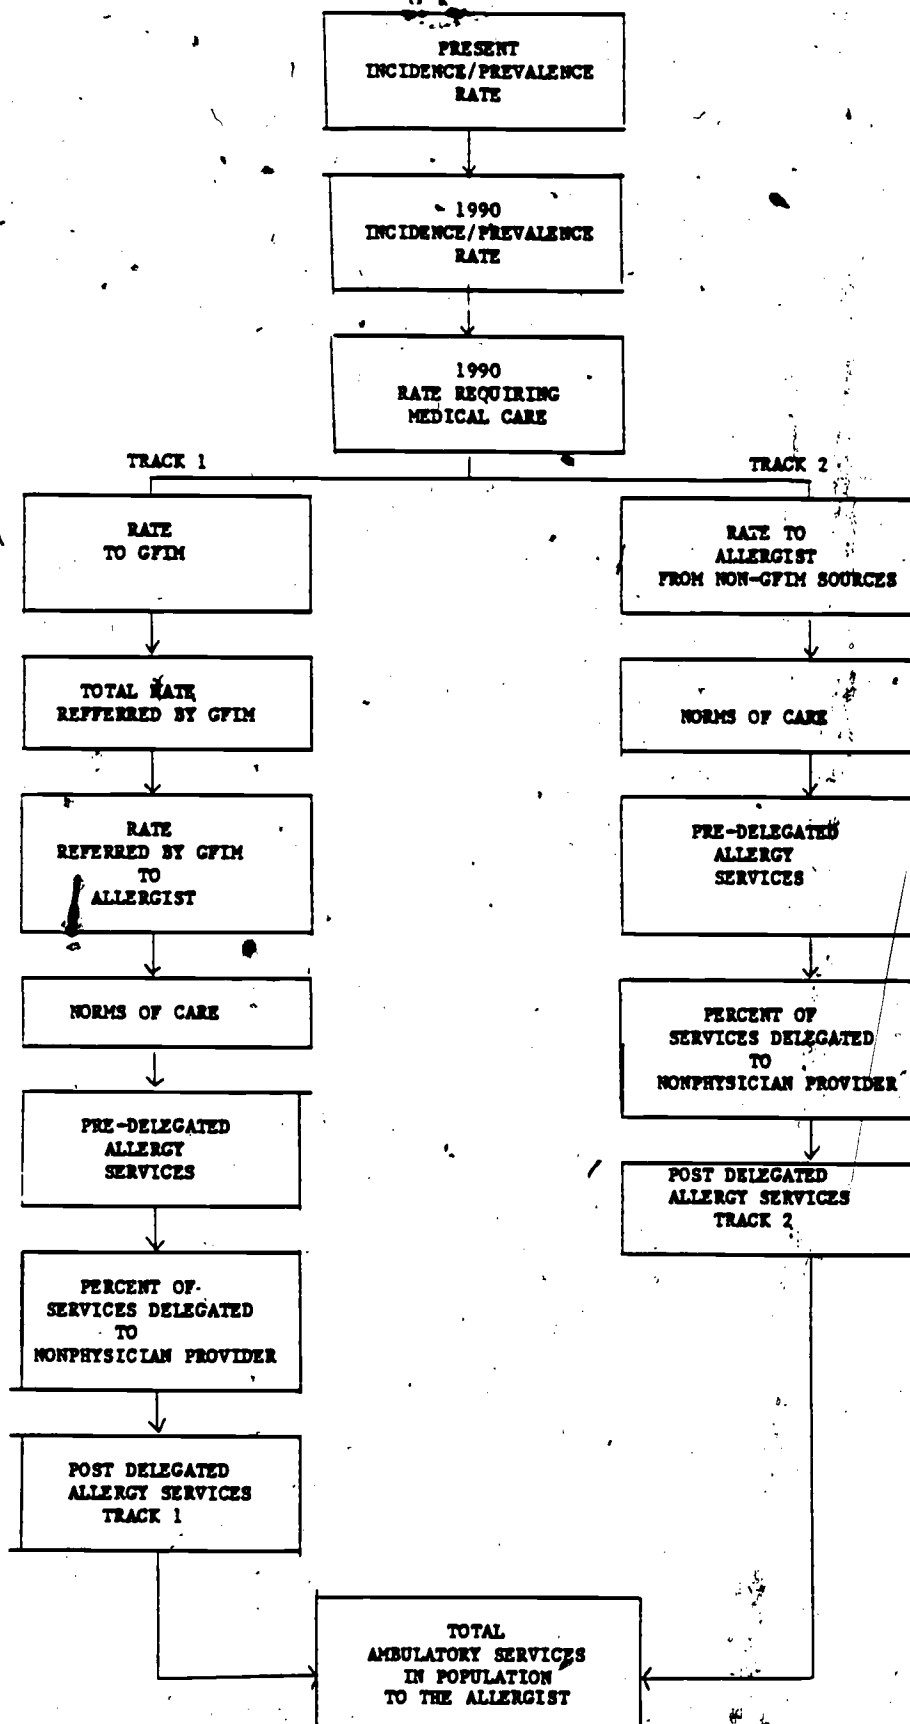 PRESENT
INCIDENCE/PREVALENCE
RATE
1990
INCIDENCE/PREVALENCE
RATE
1990
RATE REQUIRING
MEDICAL CARE
TRACK 1
TRACK 2
RATE
TO GFIM
TOTAL RATE
REFFERRED BY GFIM
RATE
REFERRED BY GFIM
TO
ALLERGIST
NORMS OF CARE
PRE-DELEGATED
ALLERGY
SERVICES
PERCENT OF
SERVICES DELEGATED
TO
NONPHYSICIAN PROVIDER
POST DELEGATED
ALLERGY SERVICES
TRACK 1
RATE TO
ALLERGIST
FROM NON-GFIM SOURCES
NORMS OF CARE
PRE-DELEGATED
ALLERGY
SERVICES
PERCENT OF
SERVICES DELEGATED
TO
NONPHYSICIAN PROVIDER
POST DELEGATED
ALLERGY SERVICES
TRACK 2
TOTAL
AMBULATORY SERVICES
IN POPULATION
TO THE ALLERGIST